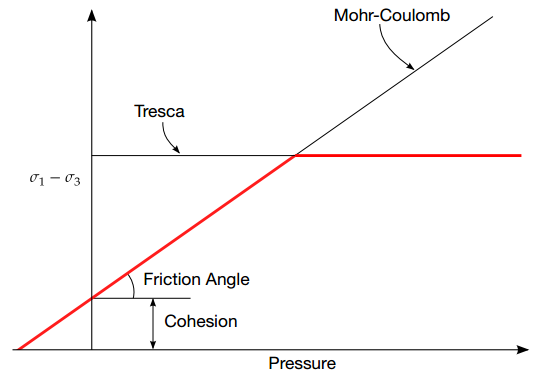 Mohr-Coulomb
Tresca
σ₁ − σ₃
Friction Angle
Cohesion
Pressure